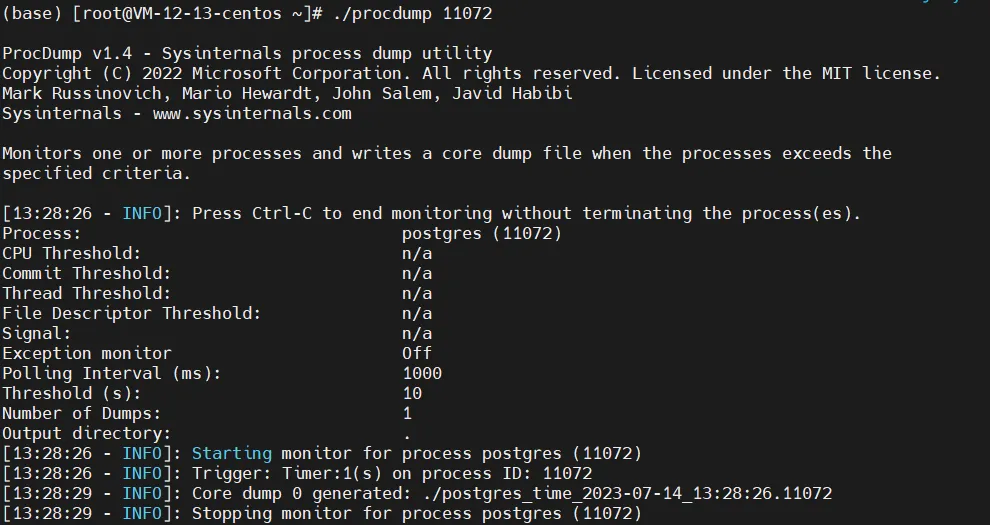 (base) [root@VM-12-13-centos ~]# ./procdump 11072
ProcDump v1.4 - Sysinternals process dump utility
Copyright (C) 2022 Microsoft Corporation. All rights reserved. Licensed under the MIT license.
Mark Russinovich, Mario Hewardt, John Salem, Javid Habibi
Sysinternals - www.sysinternals.com
Monitors one or more processes and writes a core dump file when the processes exceeds the
specified criteria.
[13:28:26 - INFO]: Press Ctrl-C to end monitoring without terminating the process(es).
Process: postgres (11072)
CPU Threshold: n/a
Commit Threshold: n/a
Thread Threshold: n/a
File Descriptor Threshold: n/a
Signal: n/a
Exception monitor Off
Polling Interval (ms): 1000
Threshold (s): 10
Number of Dumps: 1
Output directory: .
[13:28:26 - INFO]: Starting monitor for process postgres (11072)
[13:28:26 - INFO]: Trigger: Timer:1(s) on process ID: 11072
[13:28:29 - INFO]: Core dump 0 generated: ./postgres_time_2023-07-14_13:28:26.11072
[13:28:29 - INFO]: Stopping monitor for process postgres (11072)